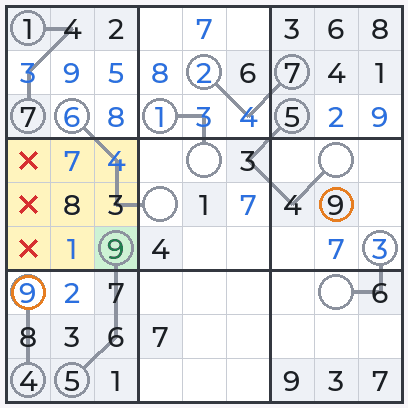 1 4 2 7 3 6 8
3 9 5 8 2 6 7 4 1
7 6 8 1 3 4 5 2 9
× 7 4 3
× 8 3 1 7 4 9
× 1 9 4 7 3
9 2 7 6
8 3 6 7
4 5 1 9 3 7